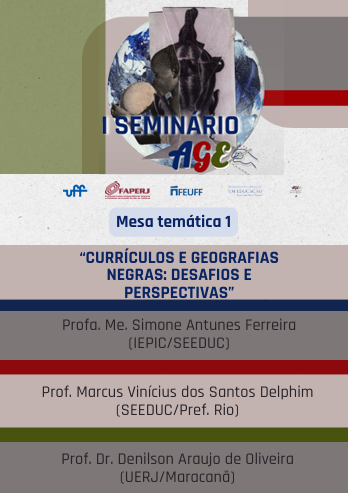 I SEMINÁRIO
AGE
uff
FAPERJ
FEUFF
Mesa temática 1
“CURRÍCULOS E GEOGRAFIAS
NEGRAS: DESAFIOS E
PERSPECTIVAS”
Profa. Me. Simone Antunes Ferreira
(IEPIC/SEEDUC)
Prof. Marcus Vinícius dos Santos Delphim
(SEEDUC/Pref. Rio)
Prof. Dr. Denilson Araujo de Oliveira
(UERJ/Maracanã)